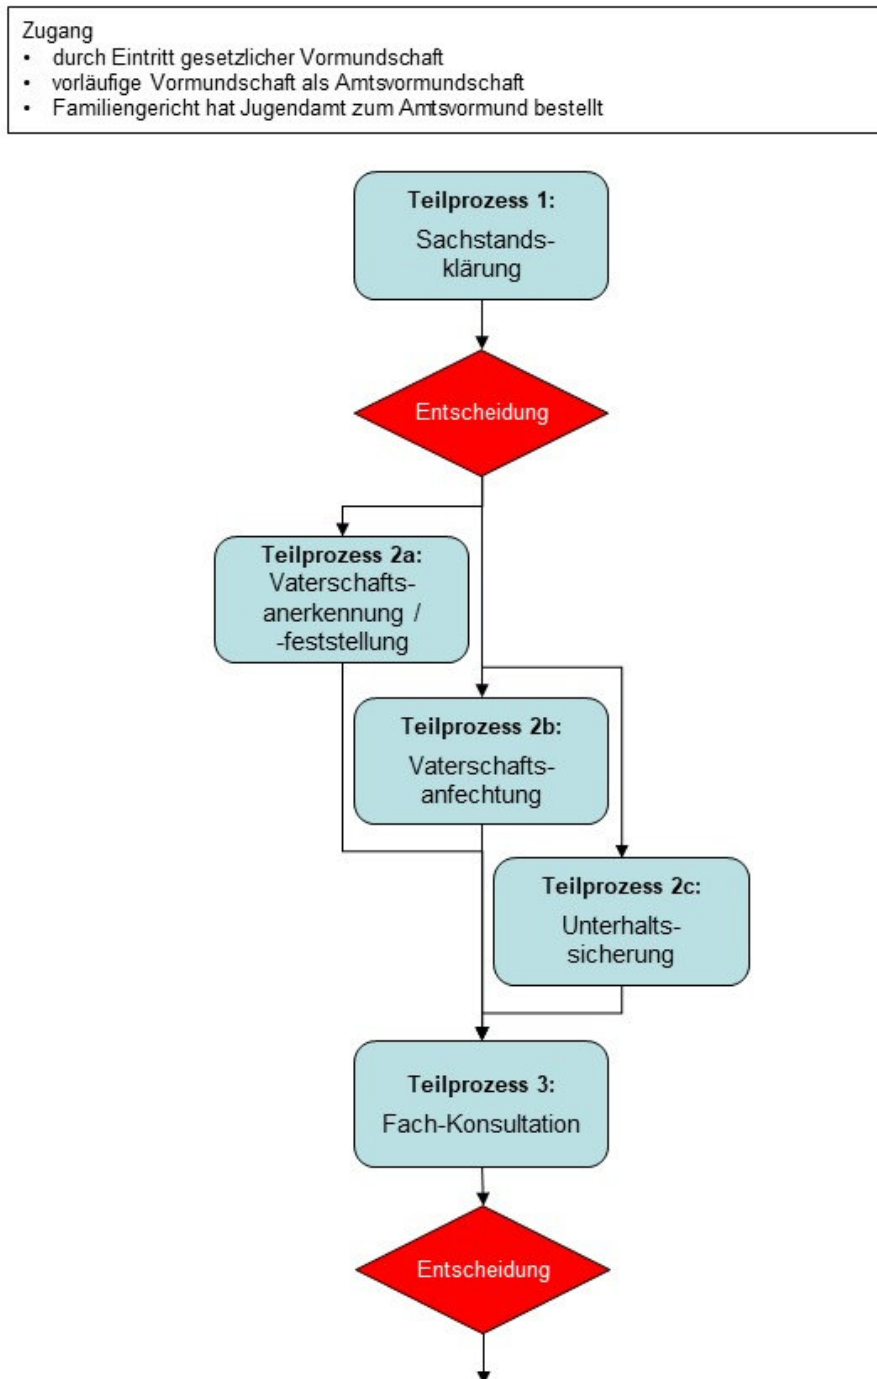 Zugang
• durch Eintritt gesetzlicher Vormundschaft
• vorläufige Vormundschaft als Amtsvormundschaft
• Familiengericht hat Jugendamt zum Amtsvormund bestellt
Teilprozess 1:
Sachstands-
klärung
Entscheidung
Teilprozess 2a:
Vaterschafts-
anerkennung /
-feststellung
Teilprozess 2b:
Vaterschafts-
anfechtung
Teilprozess 2c:
Unterhalts-
sicherung
Teilprozess 3:
Fach-Konsultation
Entscheidung